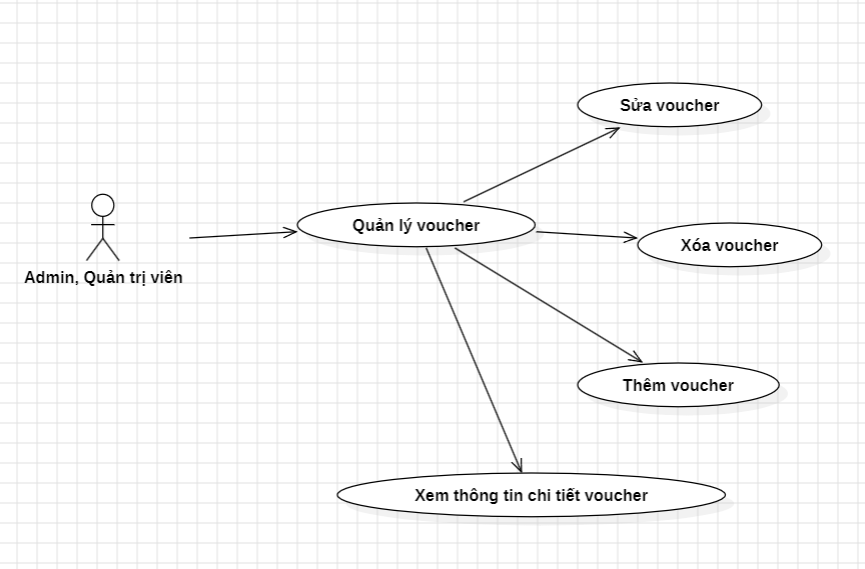 Sửa voucher
Quản lý voucher
Xóa voucher
Admin, Quản trị viên
Thêm voucher
Xem thông tin chi tiết voucher